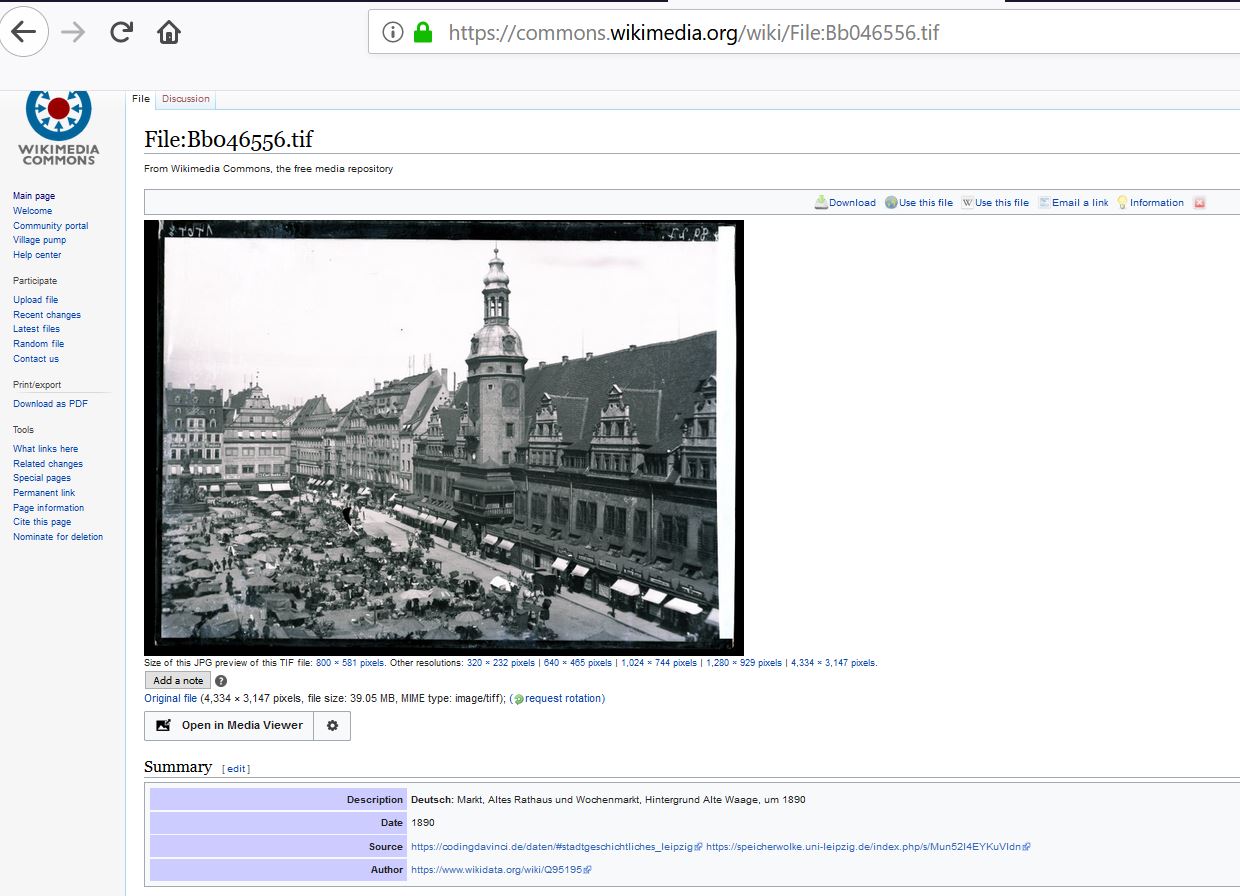 https://commons.wikimedia.org/wiki/File:Bb046556.tif
File Discussion
WIKIMEDIA
COMMONS
Main page
Welcome
Community portal
Village pump
Help center
Participate
Upload file
Recent changes
Latest files
Random file
Contact us
Print/export
Download as PDF
Tools
What links here
Related changes
Special pages
Permanent link
Page information
Cite this page
Nominate for deletion
File:Bb046556.tif
From Wikimedia Commons, the free media repository
Download Use this file W Use this file Email a link Information
Size of this JPG preview of this TIF file: 800 × 581 pixels. Other resolutions: 320 × 232 pixels | 640 × 465 pixels | 1,024 × 744 pixels | 1,280 × 929 pixels | 4,334 × 3,147 pixels.
Add a note ?
Original file (4,334 × 3,147 pixels, file size: 39.05 MB, MIME type: image/tiff); (request rotation)
Open in Media Viewer
Summary [ edit ]
Description Deutsch: Markt, Altes Rathaus und Wochenmarkt, Hintergrund Alte Waage, um 1890
Date 1890
Source https://codingdavinci.de/daten/#stadtgeschichtliches_leipzig https://speicherwolke.uni-leipzig.de/index.php/s/Mun52I4EYKuVIdn
Author https://www.wikidata.org/wiki/Q95195